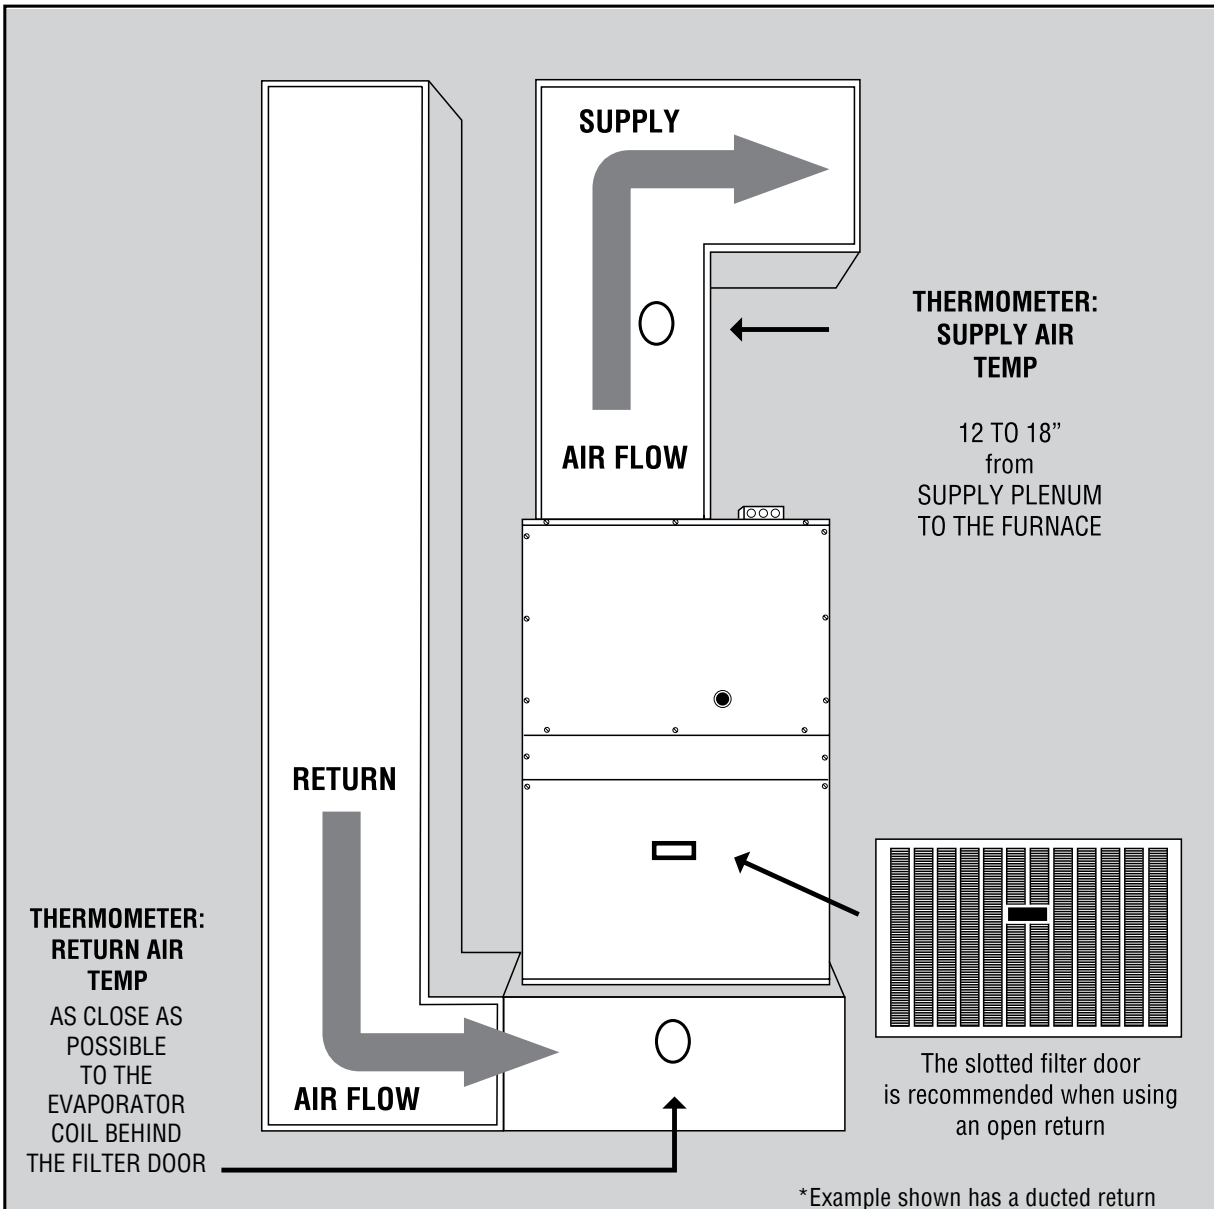 SUPPLY
AIR FLOW
THERMOMETER:
SUPPLY AIR
TEMP
12 TO 18”
from
SUPPLY PLENUM
TO THE FURNACE
RETURN
AIR FLOW
THERMOMETER:
RETURN AIR
TEMP
AS CLOSE AS
POSSIBLE
TO THE
EVAPORATOR
COIL BEHIND
THE FILTER DOOR
The slotted filter door
is recommended when using
an open return
*Example shown has a ducted return